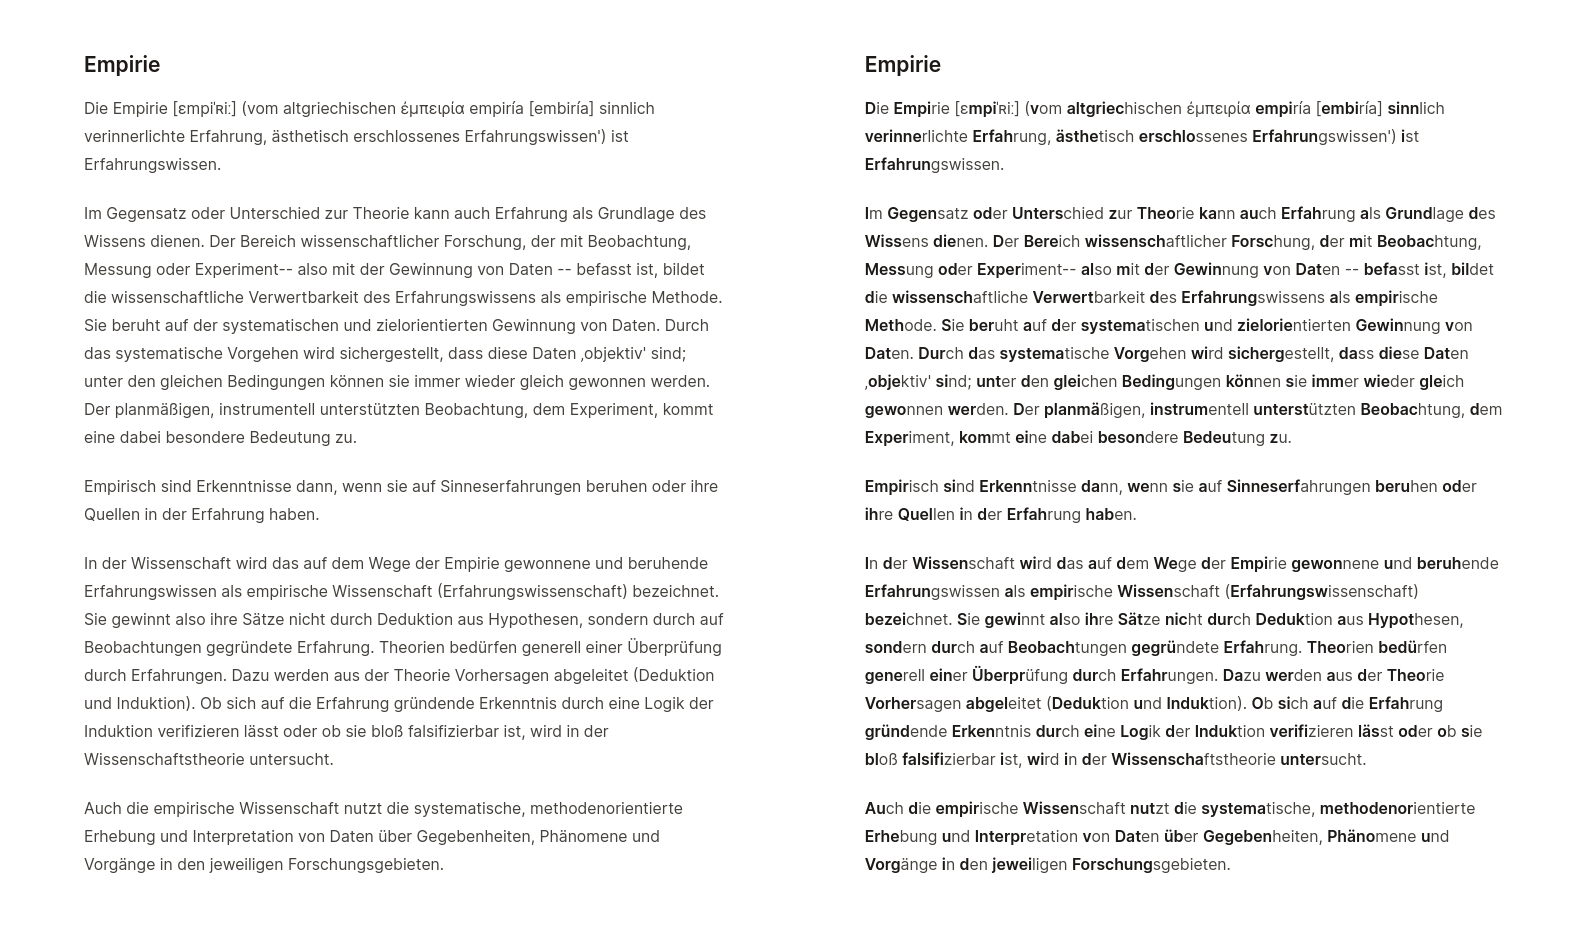 Empirie
Die Empirie [ɛmpiˈʀiː] (vom altgriechischen ἐμπειρία empiría [embiría] sinnlich
verinnerlichte Erfahrung, ästhetisch erschlossenes Erfahrungswissen') ist
Erfahrungswissen.
Im Gegensatz oder Unterschied zur Theorie kann auch Erfahrung als Grundlage des
Wissens dienen. Der Bereich wissenschaftlicher Forschung, der mit Beobachtung,
Messung oder Experiment-- also mit der Gewinnung von Daten -- befasst ist, bildet
die wissenschaftliche Verwertbarkeit des Erfahrungswissens als empirische Methode.
Sie beruht auf der systematischen und zielorientierten Gewinnung von Daten. Durch
das systematische Vorgehen wird sichergestellt, dass diese Daten ‚objektiv' sind;
unter den gleichen Bedingungen können sie immer wieder gleich gewonnen werden.
Der planmäßigen, instrumentell unterstützten Beobachtung, dem Experiment, kommt
eine dabei besondere Bedeutung zu.
Empirisch sind Erkenntnisse dann, wenn sie auf Sinneserfahrungen beruhen oder ihre
Quellen in der Erfahrung haben.
In der Wissenschaft wird das auf dem Wege der Empirie gewonnene und beruhende
Erfahrungswissen als empirische Wissenschaft (Erfahrungswissenschaft) bezeichnet.
Sie gewinnt also ihre Sätze nicht durch Deduktion aus Hypothesen, sondern durch auf
Beobachtungen gegründete Erfahrung. Theorien bedürfen generell einer Überprüfung
durch Erfahrungen. Dazu werden aus der Theorie Vorhersagen abgeleitet (Deduktion
und Induktion). Ob sich auf die Erfahrung gründende Erkenntnis durch eine Logik der
Induktion verifizieren lässt oder ob sie bloß falsifizierbar ist, wird in der
Wissenschaftstheorie untersucht.
Auch die empirische Wissenschaft nutzt die systematische, methodenorientierte
Erhebung und Interpretation von Daten über Gegebenheiten, Phänomene und
Vorgänge in den jeweiligen Forschungsgebieten.
Empirie
Die Empirie [ɛmpiˈʀiː] (vom altgriechischen ἐμπειρία empiría [embiría] sinnlich
verinnerlichte Erfahrung, ästhetisch erschlossenes Erfahrungswissen') ist
Erfahrungswissen.
Im Gegensatz oder Unterschied zur Theorie kann auch Erfahrung als Grundlage des
Wissens dienen. Der Bereich wissenschaftlicher Forschung, der mit Beobachtung,
Messung oder Experiment-- also mit der Gewinnung von Daten -- befasst ist, bildet
die wissenschaftliche Verwertbarkeit des Erfahrungswissens als empirische
Methode. Sie beruht auf der systematischen und zielorientierten Gewinnung von
Daten. Durch das systematische Vorgehen wird sichergestellt, dass diese Daten
‚objektiv' sind; unter den gleichen Bedingungen können sie immer wieder gleich
gewonnen werden. Der planmäßigen, instrumentell unterstützten Beobachtung, dem
Experiment, kommt eine dabei besondere Bedeutung zu.
Empirisch sind Erkenntnisse dann, wenn sie auf Sinneserfahrungen beruhen oder
ihre Quellen in der Erfahrung haben.
In der Wissenschaft wird das auf dem Wege der Empirie gewonnene und beruhende
Erfahrungswissen als empirische Wissenschaft (Erfahrungswissenschaft)
bezeichnet. Sie gewinnt also ihre Sätze nicht durch Deduktion aus Hypothesen,
sondern durch auf Beobachtungen gegründete Erfahrung. Theorien bedürfen
generell einer Überprüfung durch Erfahrungen. Dazu werden aus der Theorie
Vorhersagen abgeleitet (Deduktion und Induktion). Ob sich auf die Erfahrung
gründende Erkenntnis durch eine Logik der Induktion verifizieren lässt oder ob sie
bloß falsifizierbar ist, wird in der Wissenschaftstheorie untersucht.
Auch die empirische Wissenschaft nutzt die systematische, methodenorientierte
Erhebung und Interpretation von Daten über Gegebenheiten, Phänomene und
Vorgänge in den jeweiligen Forschungsgebieten.